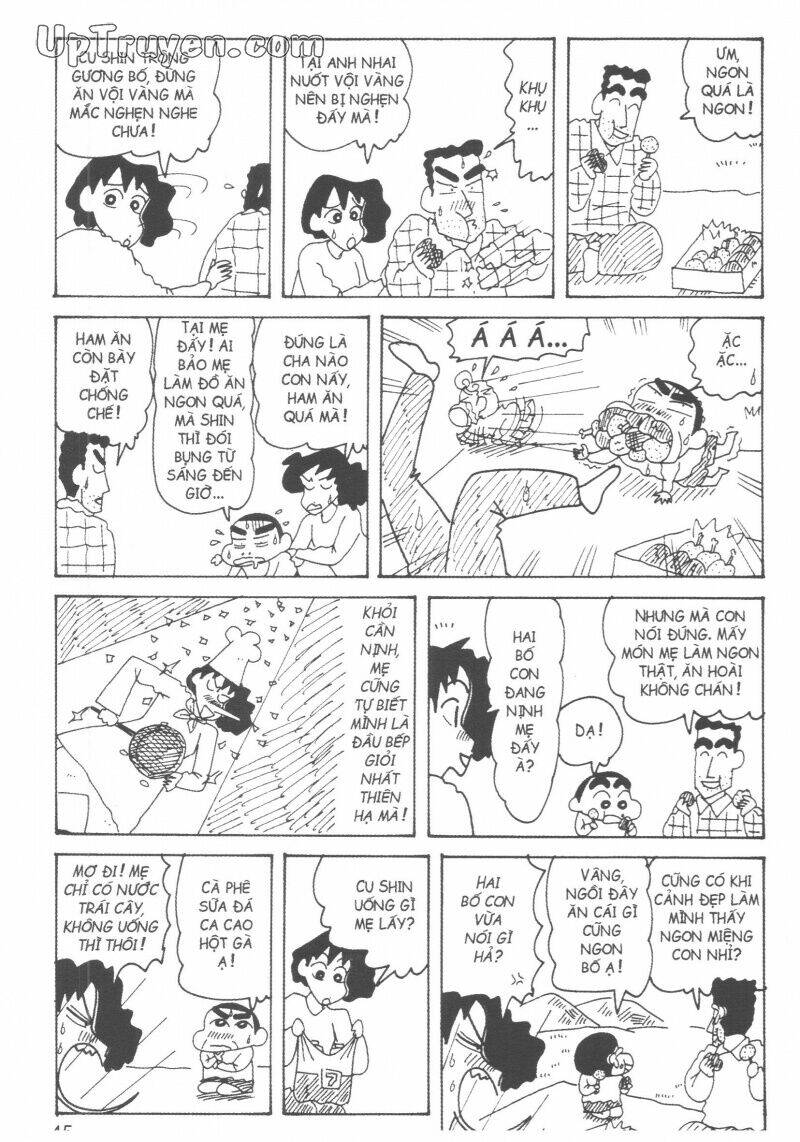 UpTruyen.com
ƯM,
NGON
QUÁ LÀ
NGON!
KHỤ
KHỤ
...
TẠI ANH NHAI
NUỐT VỘI VÀNG
NÊN BỊ NGHẸN
ĐẤY MÀ!
CU SHIN TRÔNG
GƯƠNG BỐ, ĐỪNG
ĂN VỘI VÀNG MÀ
MẮC NGHẸN NGHE
CHƯA!
ẶC
ẶC...
Á Á Á...
ĐÚNG LÀ
CHA NÀO
CON NẤY,
HAM ĂN
QUÁ MÀ!
TẠI MẸ
ĐẤY! AI
BẢO MẸ
LÀM ĐỒ ĂN
NGON QUÁ,
MÀ SHIN
THÌ ĐÓI
BỤNG TỪ
SÁNG ĐẾN
GIỜ...
HAM ĂN
CÒN BÀY
ĐẶT
CHỐNG
CHẾ!
NHƯNG MÀ CON
NÓI ĐÚNG. MẤY
MÓN MẸ LÀM NGON
THẬT, ĂN HOÀI
KHÔNG CHÁN!
DẠ!
HAI
BỐ
CON
ĐANG
NỊNH
MẸ
ĐẤY
À?
KHỎI
CẦN
NỊNH,
MẸ
CŨNG
TỰ BIẾT
MÌNH LÀ
ĐẦU BẾP
GIỎI
NHẤT
THIÊN
HẠ MÀ!
CŨNG CÓ KHI
CẢNH ĐẸP LÀM
MÌNH THẤY
NGON MIỆNG
CON NHỈ?
VÂNG,
NGỒI ĐÂY
ĂN CÁI GÌ
CŨNG
NGON
BỐ Ạ!
HAI
BỐ CON
VỪA
NÓI GÌ
HẢ?
CU SHIN
UỐNG GÌ
MẸ LẤY?
7
CÀ PHÊ
SỮA ĐÁ
CA CAO
HỘT GÀ
Ạ!
MƠ ĐI! MẸ
CHỈ CÓ NƯỚC
TRÁI CÂY,
KHÔNG UỐNG
THÌ THÔI!